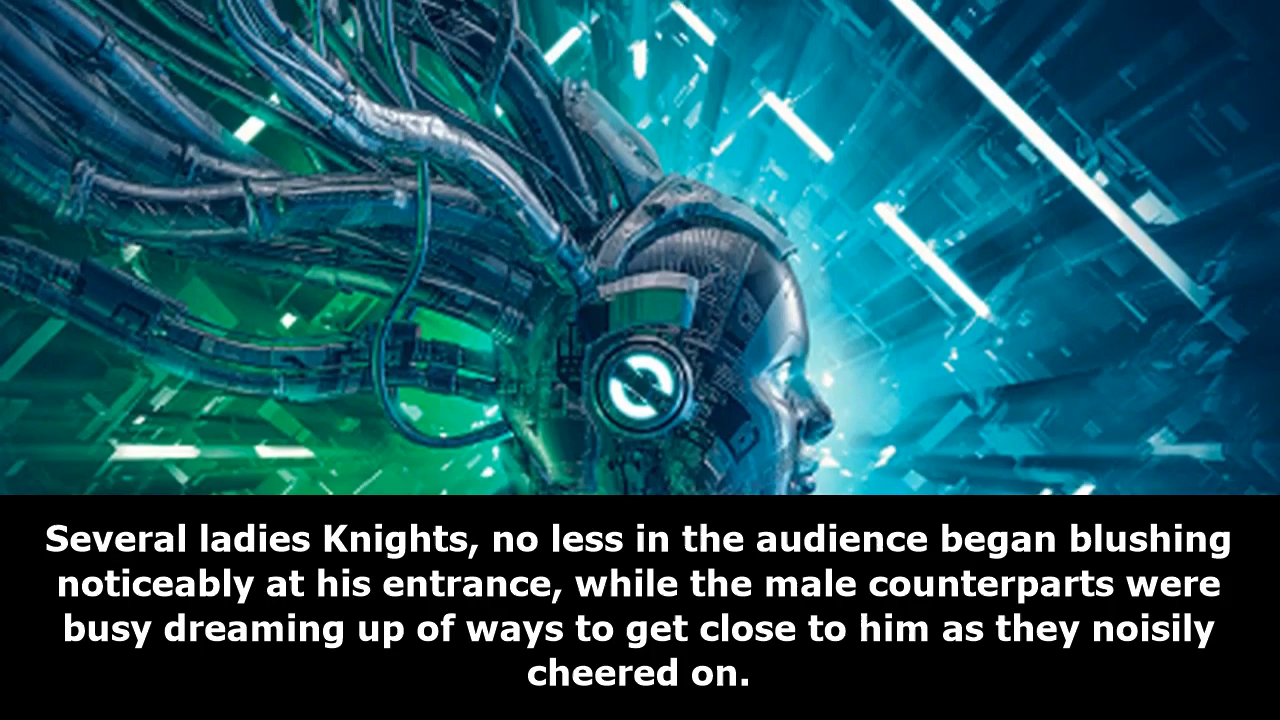 Several ladies Knights, no less in the audience began blushing
noticeably at his entrance, while the male counterparts were
busy dreaming up of ways to get close to him as they noisily
cheered on.